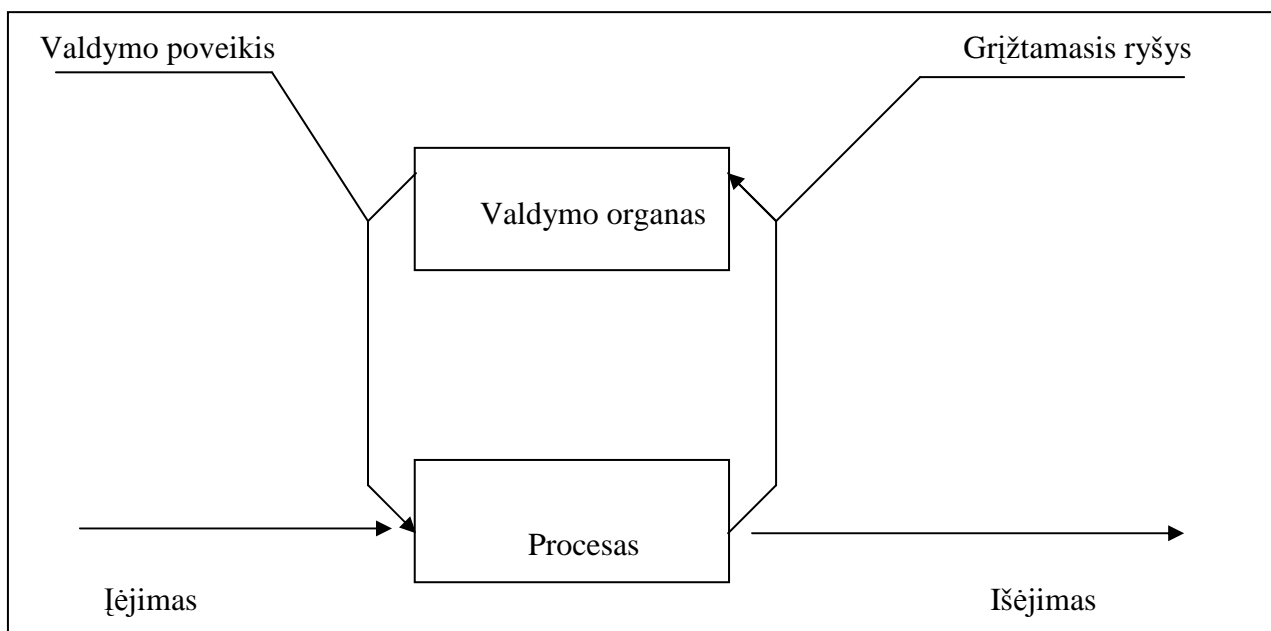 Valdymo poveikis
Grįžtamasis ryšys
Valdymo organas
Procesas
Įėjimas
Išėjimas